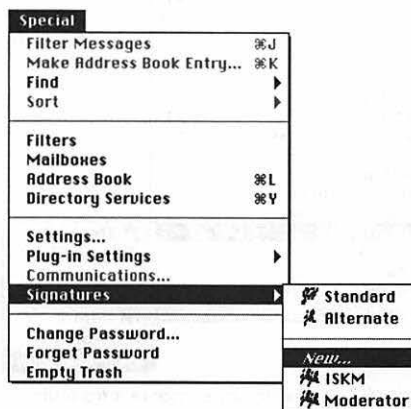 Special
Filter Messages ⌘J
Make Address Book Entry... ⌘K
Find
Sort
Filters
Mailboxes
Address Book ⌘L
Directory Services ⌘Y
Settings...
Plug-in Settings
Communications...
Signatures
Change Password...
Forget Password
Empty Trash
Standard
Alternate
New...
ISKM
Moderator